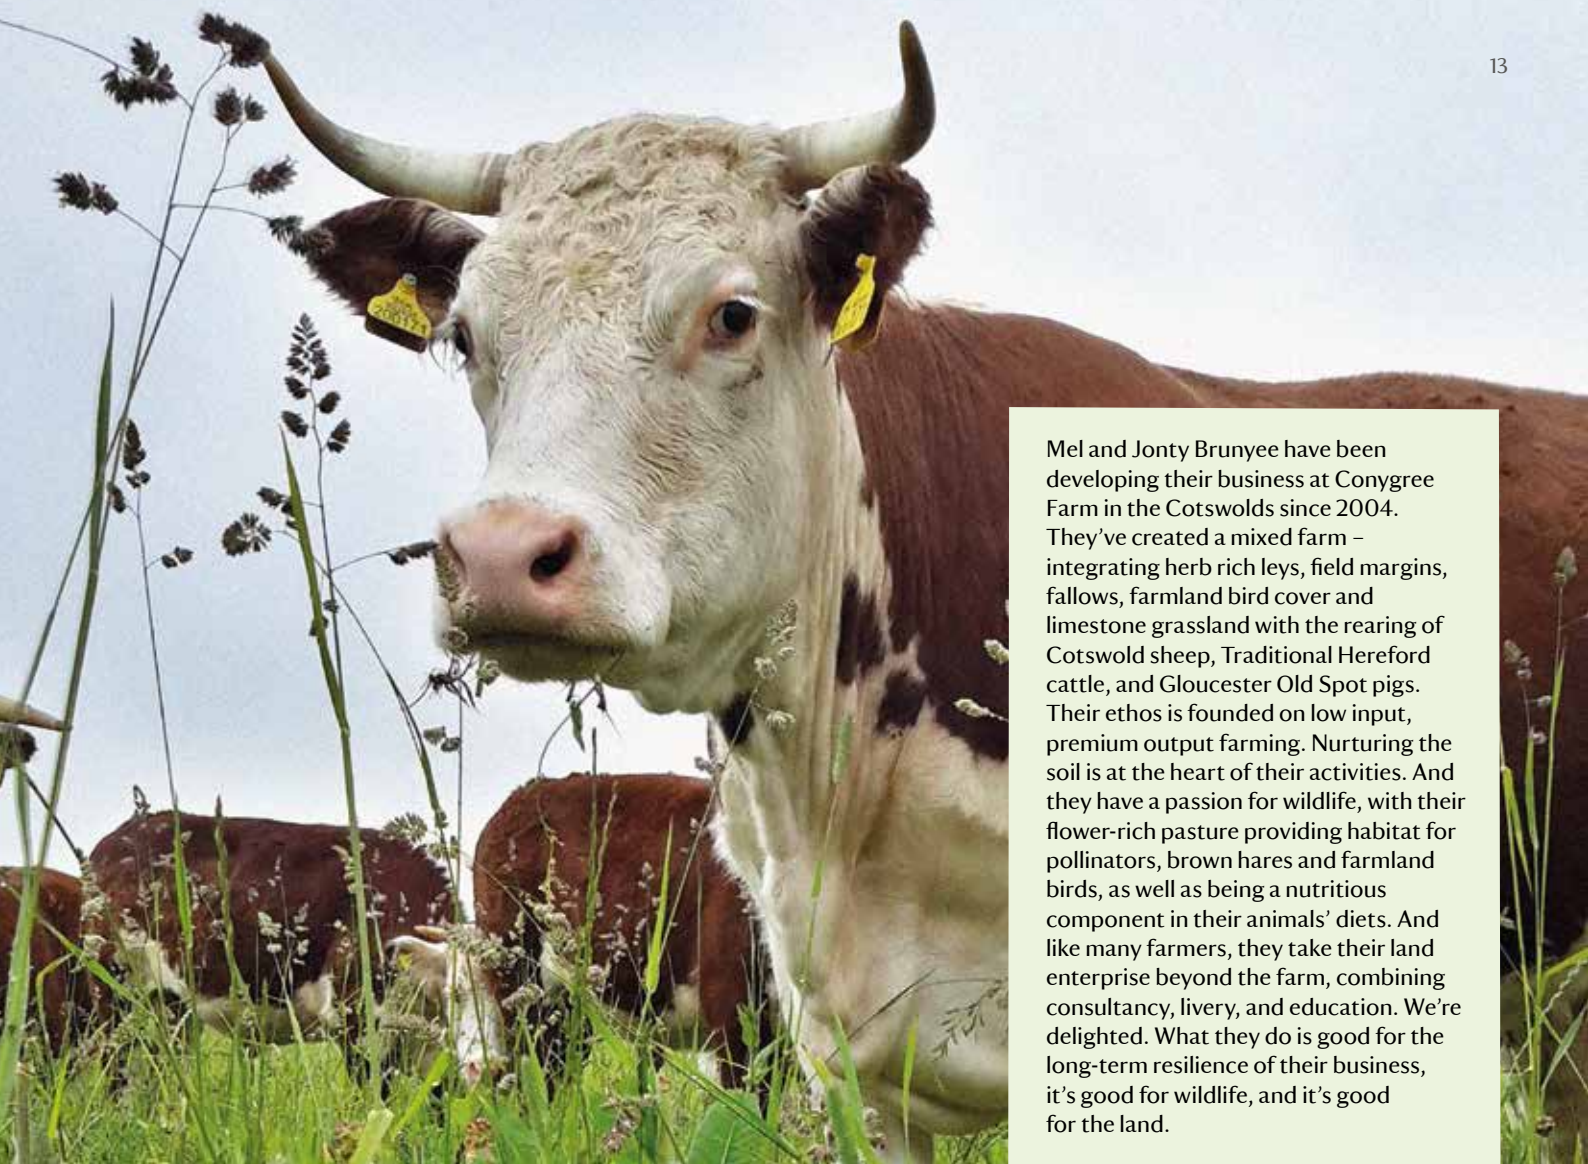 13
200171
Mel and Jonty Brunyee have been
developing their business at Conygree
Farm in the Cotswolds since 2004.
They’ve created a mixed farm –
integrating herb rich leys, field margins,
fallows, farmland bird cover and
limestone grassland with the rearing of
Cotswold sheep, Traditional Hereford
cattle, and Gloucester Old Spot pigs.
Their ethos is founded on low input,
premium output farming. Nurturing the
soil is at the heart of their activities. And
they have a passion for wildlife, with their
flower-rich pasture providing habitat for
pollinators, brown hares and farmland
birds, as well as being a nutritious
component in their animals’ diets. And
like many farmers, they take their land
enterprise beyond the farm, combining
consultancy, livery, and education. We’re
delighted. What they do is good for the
long-term resilience of their business,
it’s good for wildlife, and it’s good
for the land.